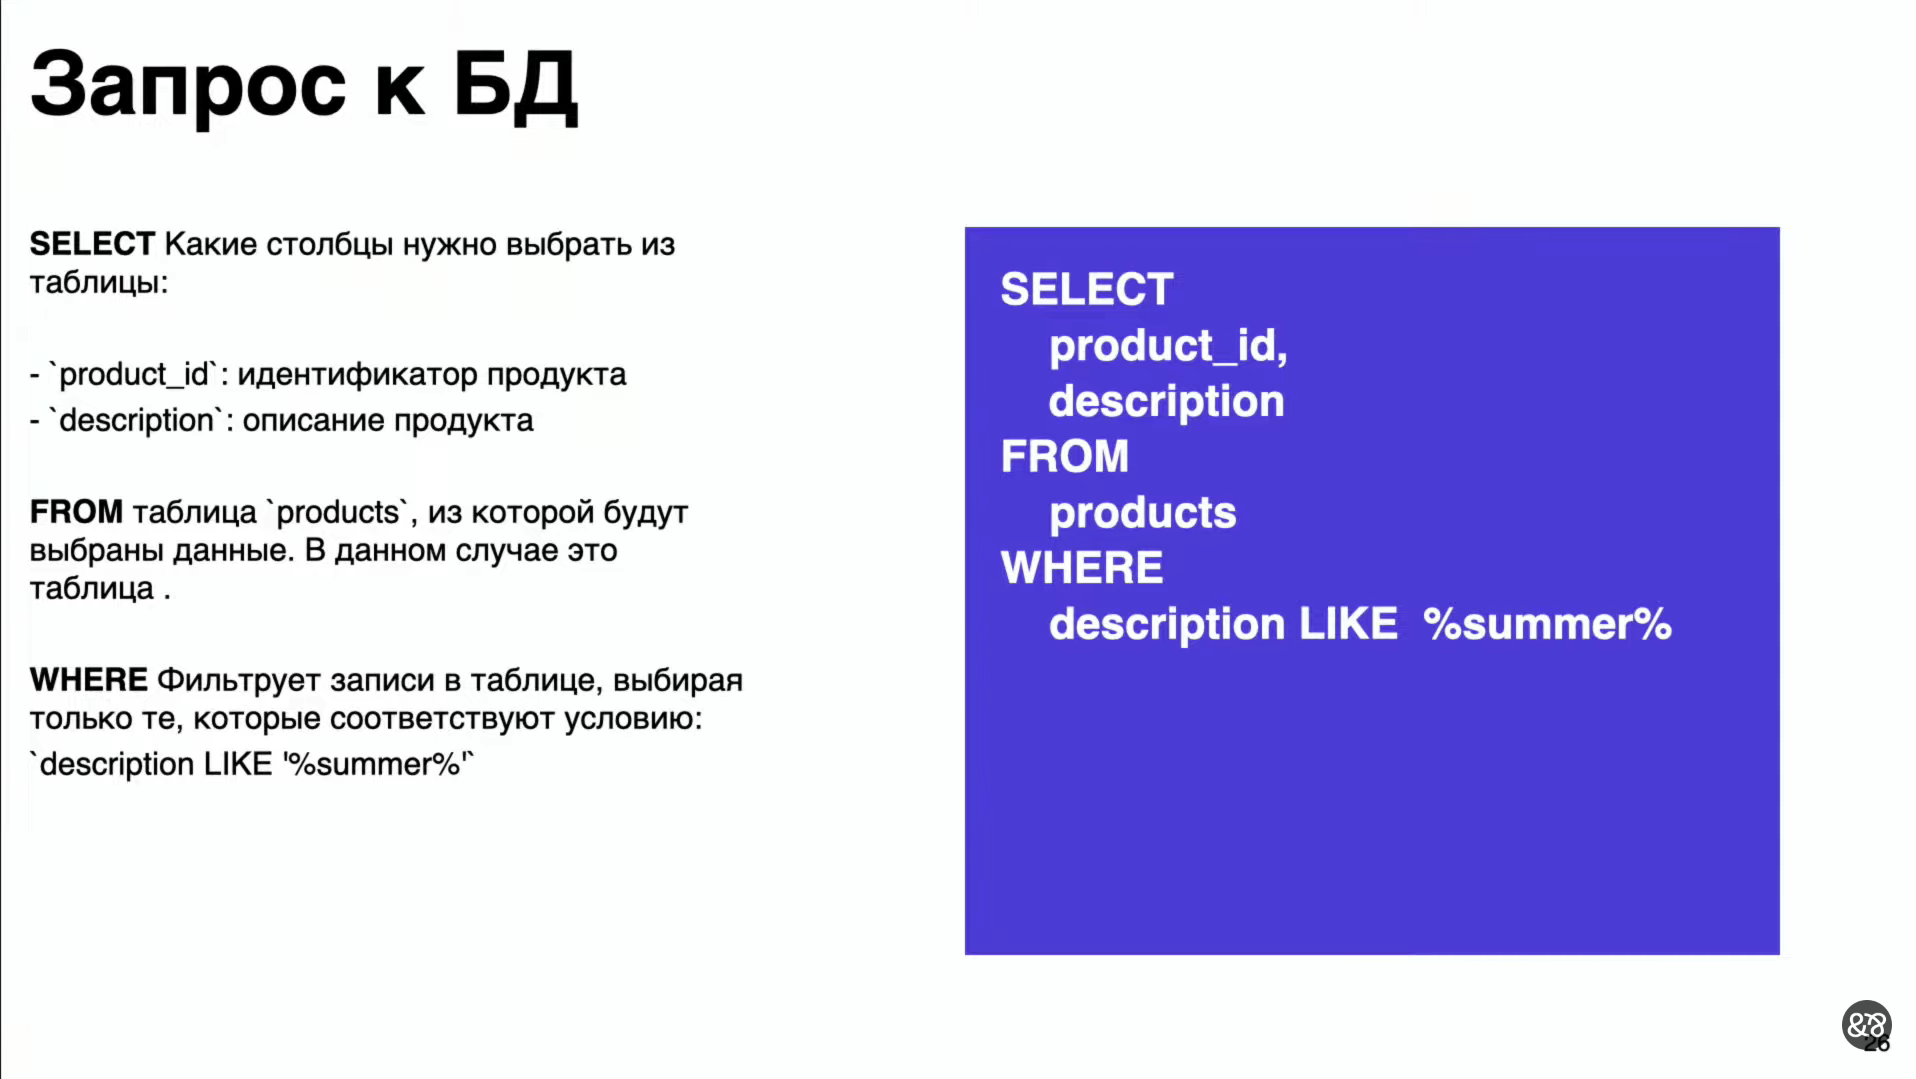 Запрос к БД
SELECT Какие столбцы нужно выбрать из
таблицы:
- `product_id`: идентификатор продукта
- `description`: описание продукта
FROM таблица `products`, из которой будут
выбраны данные. В данном случае это
таблица .
WHERE Фильтрует записи в таблице, выбирая
только те, которые соответствуют условию:
`description LIKE '%summer%'`
SELECT
product_id,
description
FROM
products
WHERE
description LIKE  %summer%
26